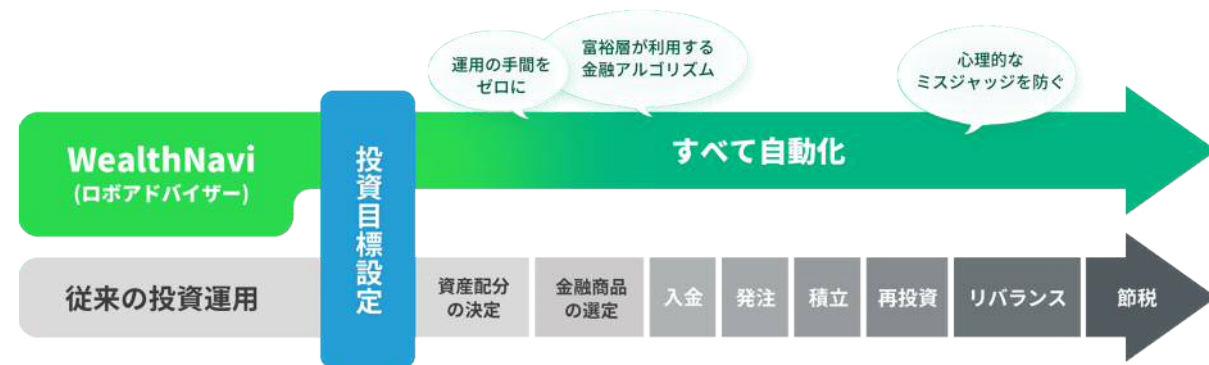 運用の手間を
ゼロに
富裕層が利用する
金融アルゴリズム
心理的な
ミスジャッジを防ぐ
WealthNavi
(ロボアドバイザー)
投資目標設定
すべて自動化
従来の投資運用
資産配分
の決定
金融商品
の選定
入金
発注
積立
再投資
リバランス
節税